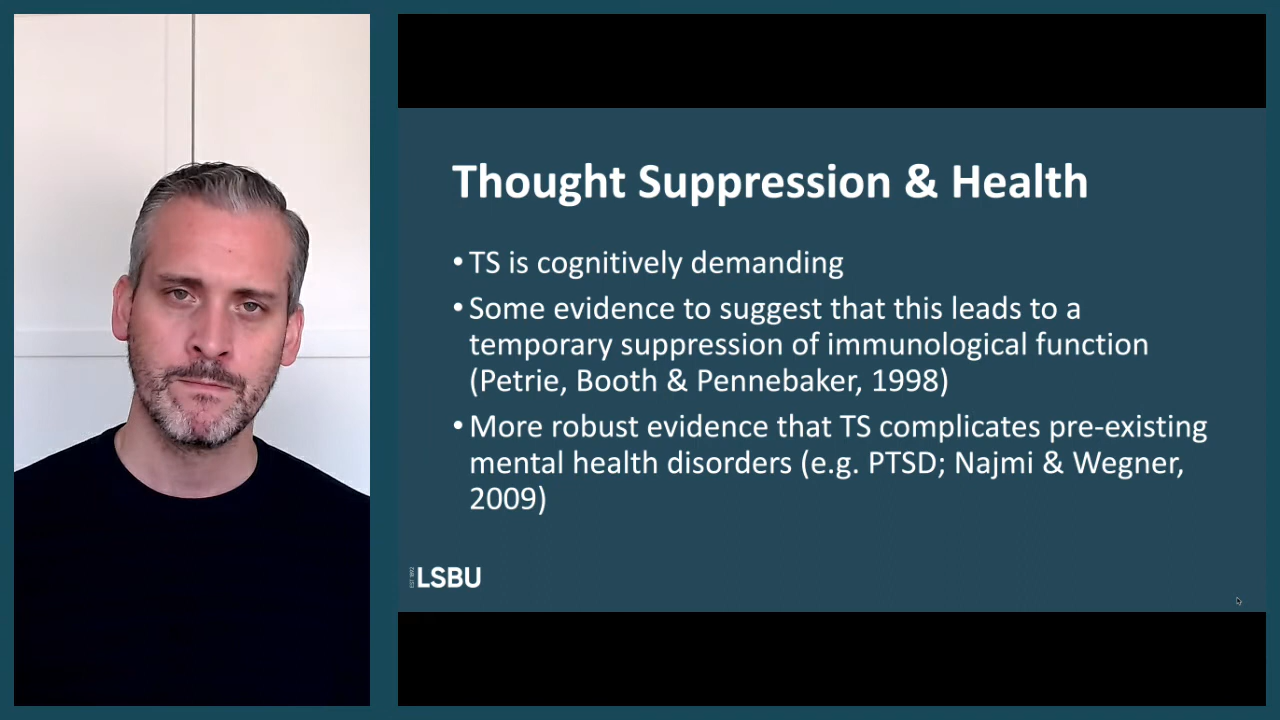 Thought Suppression & Health
• TS is cognitively demanding
• Some evidence to suggest that this leads to a
temporary suppression of immunological function
(Petrie, Booth & Pennebaker, 1998)
• More robust evidence that TS complicates pre-existing
mental health disorders (e.g. PTSD; Najmi & Wegner,
2009)
EST 1892
LSBU